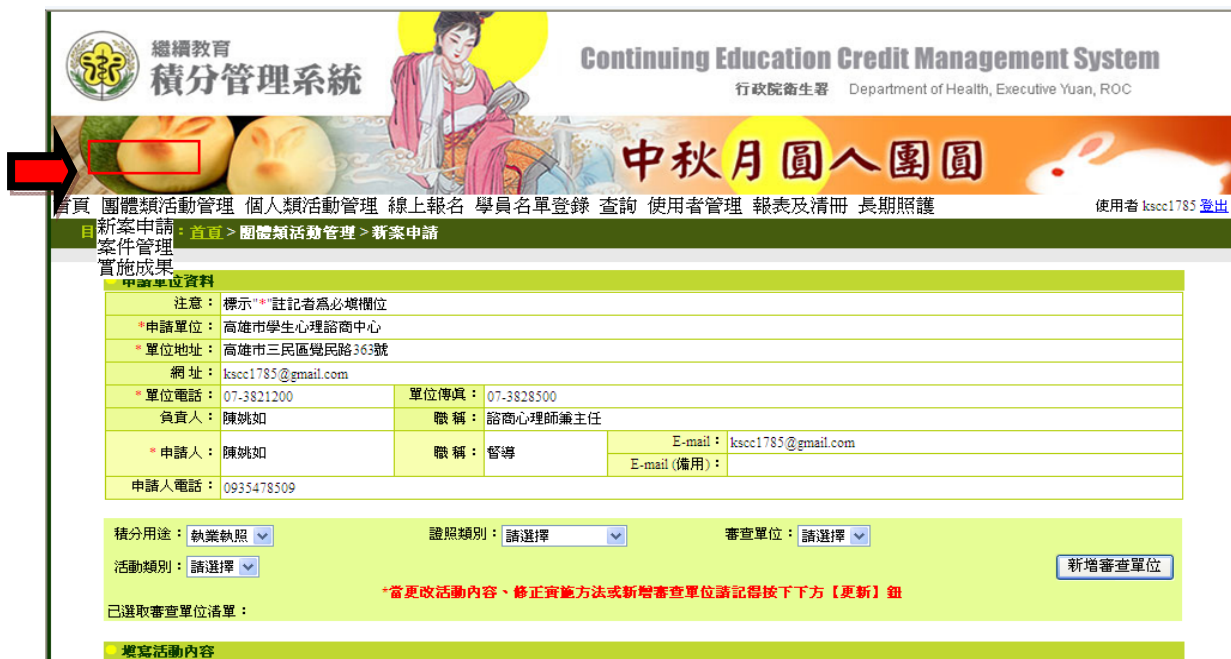 繼續教育
積分管理系統
Continuing Education Credit Management System
行政院衛生署 Department of Health, Executive Yuan, ROC
中秋月圓人團圓
首頁 團體類活動管理 個人類活動管理 線上報名 學員名單登錄 查詢 使用者管理 報表及清冊 長期照護 使用者 kscc1785 登出
新案申請
案件管理
實施成果
目 : 首頁 > 團體類活動管理 > 新案申請
申請單位資料
注意： 標示"*"註記者為必填欄位
*申請單位： 高雄市學生心理諮商中心
* 單位地址： 高雄市三民區覺民路363號
網 址： kscc1785@gmail.com
* 單位電話： 07-3821200 單位傳真： 07-3828500
負責人： 陳姚如 職 稱： 諮商心理師兼主任
* 申請人： 陳姚如 職 稱： 督導 E-mail： kscc1785@gmail.com
E-mail (備用)：
申請人電話： 0935478509
積分用途： 執業執照 證照類別： 請選擇 審查單位： 請選擇
活動類別： 請選擇 新增審查單位
*當更改活動內容、修正實施方法或新增審查單位請記得按下下方【更新】鈕
已選取審查單位清單：
填寫活動內容